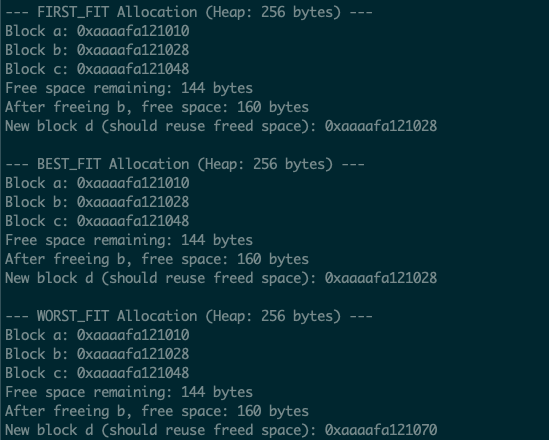 --- FIRST_FIT Allocation (Heap: 256 bytes) ---
Block a: 0xaaaafa121010
Block b: 0xaaaafa121028
Block c: 0xaaaafa121048
Free space remaining: 144 bytes
After freeing b, free space: 160 bytes
New block d (should reuse freed space): 0xaaaafa121028

--- BEST_FIT Allocation (Heap: 256 bytes) ---
Block a: 0xaaaafa121010
Block b: 0xaaaafa121028
Block c: 0xaaaafa121048
Free space remaining: 144 bytes
After freeing b, free space: 160 bytes
New block d (should reuse freed space): 0xaaaafa121028

--- WORST_FIT Allocation (Heap: 256 bytes) ---
Block a: 0xaaaafa121010
Block b: 0xaaaafa121028
Block c: 0xaaaafa121048
Free space remaining: 144 bytes
After freeing b, free space: 160 bytes
New block d (should reuse freed space): 0xaaaafa121070